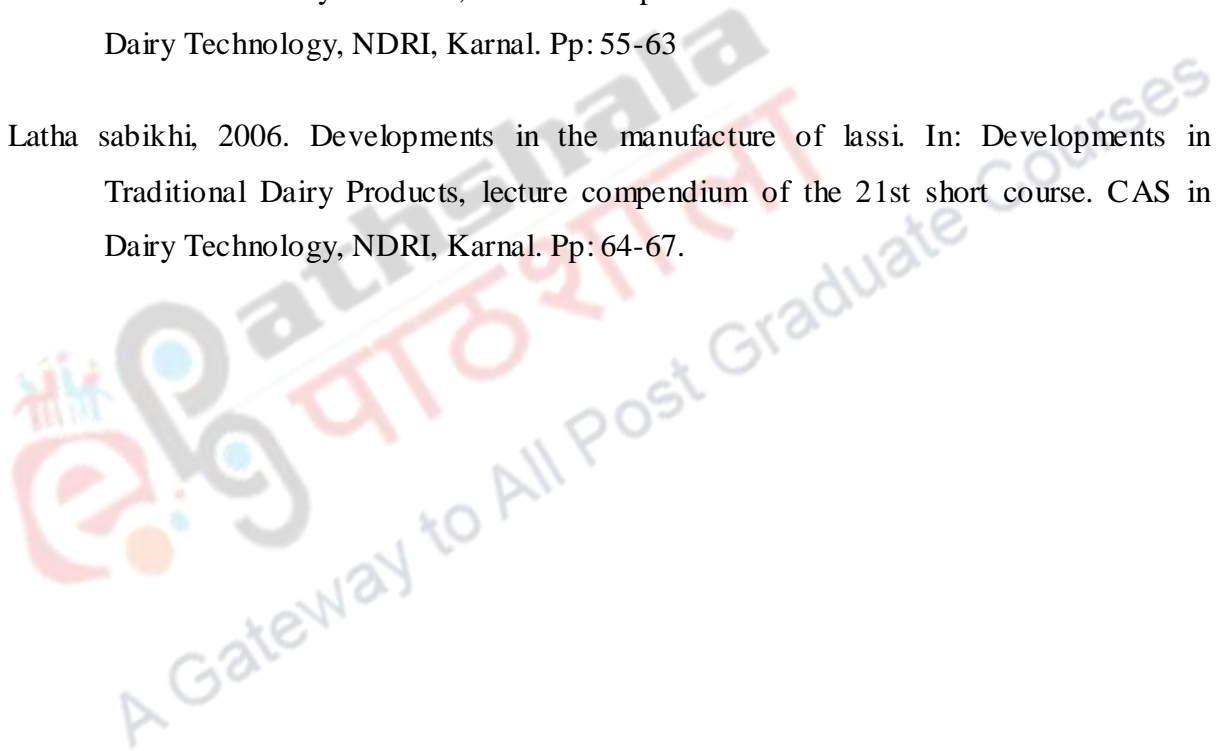 Dairy Technology, NDRI, Karnal. Pp: 55-63
Latha sabikhi, 2006. Developments in the manufacture of lassi. In: Developments in
Traditional Dairy Products, lecture compendium of the 21st short course. CAS in
Dairy Technology, NDRI, Karnal. Pp: 64-67.
ePG athshala
पाठशाला
A Gateway to All Post Graduate Courses